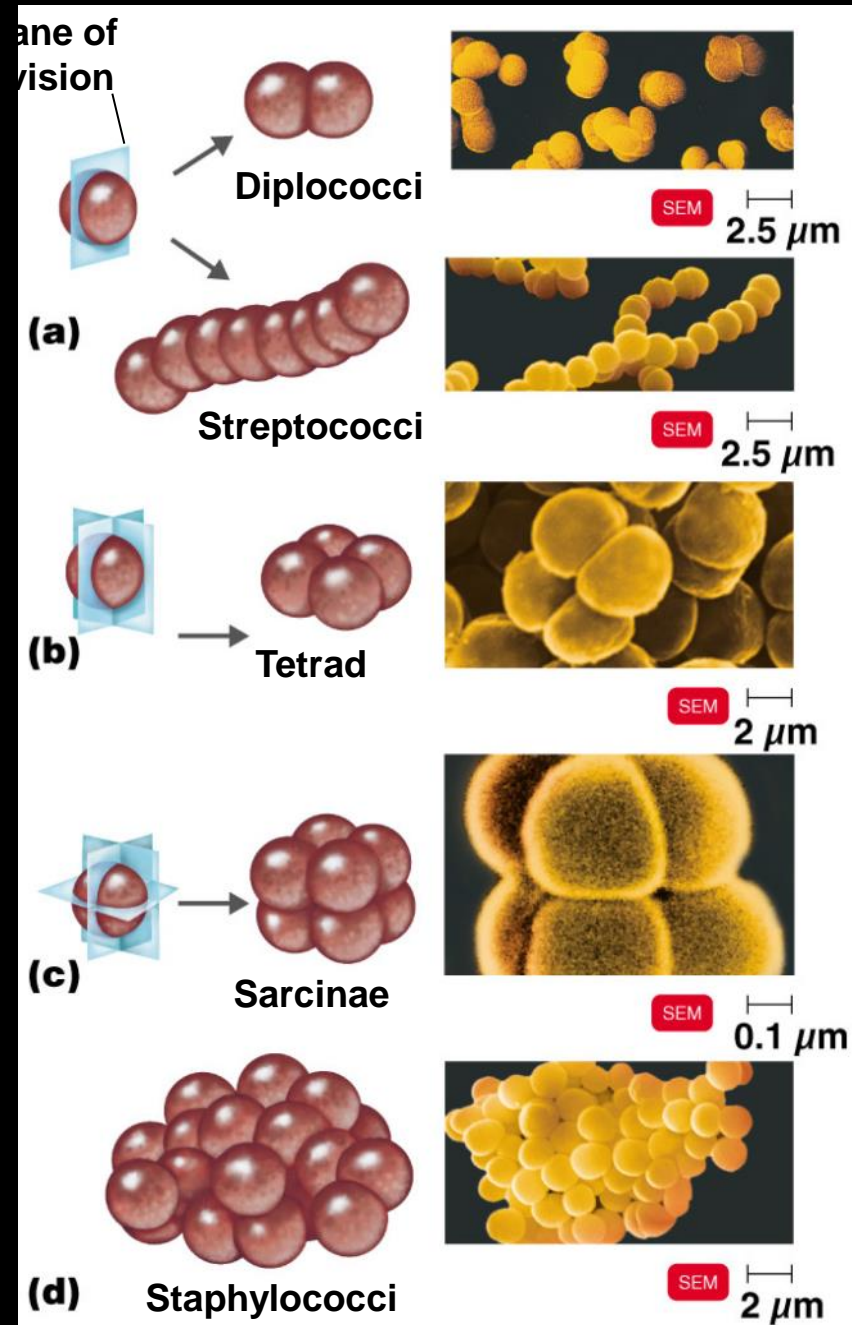 ane of
vision
Diplococci
SEM
2.5 μm
(a)
Streptococci
SEM
2.5 μm
(b)
Tetrad
SEM
2 μm
(c)
Sarcinae
SEM
0.1 μm
(d)
Staphylococci
SEM
2 μm